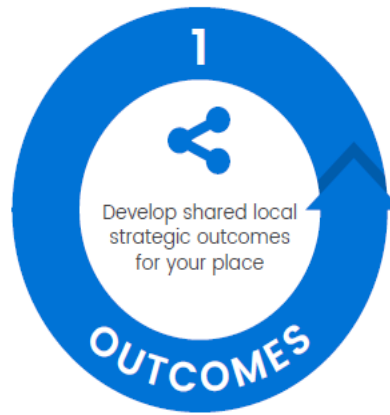 1
Develop shared local
strategic outcomes
for your place
OUTCOMES